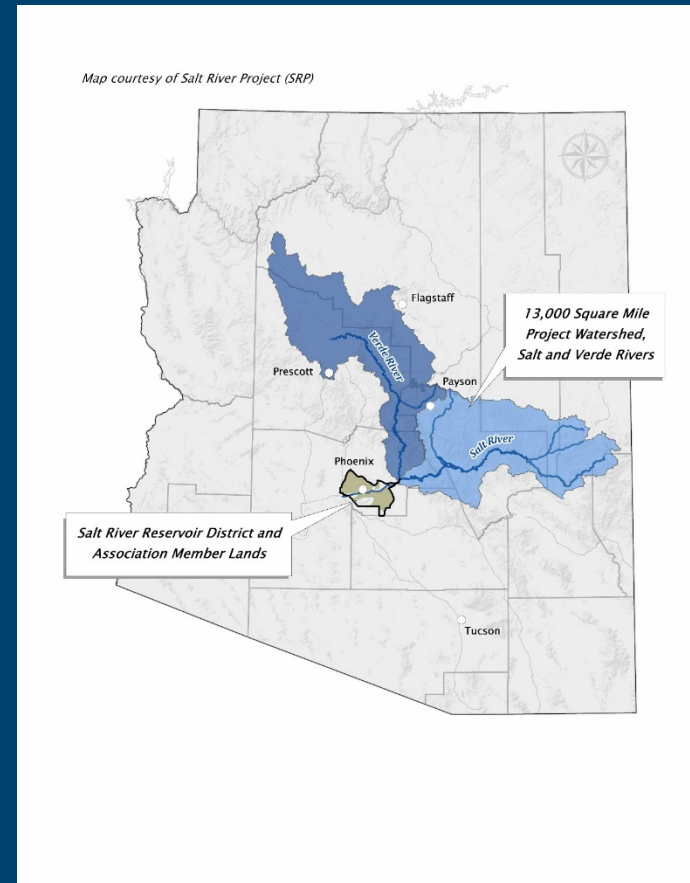 Map courtesy of Salt River Project (SRP)
Flagstaff
13,000 Square Mile
Project Watershed,
Salt and Verde Rivers
Verde River
Prescott
Payson
Salt River
Phoenix
Salt River Reservoir District and
Association Member Lands
Tucson